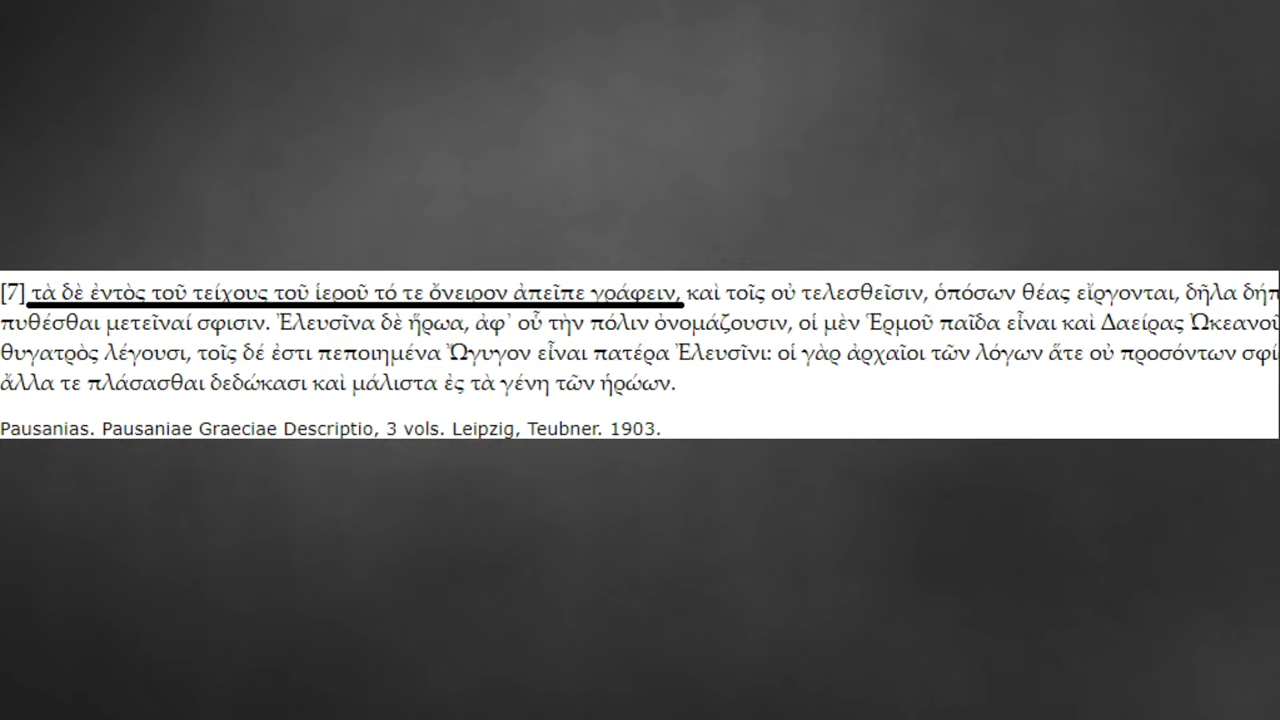 [7] τὰ δὲ ἐντὸς τοῦ τείχους τοῦ ἱεροῦ τό τε ὄνειρον ἀπεῖπε γράφειν, καὶ τοῖς οὐ τελεσθεῖσιν, ὁπόσων θέας εἴργονται, δῆλα δήπ
πυθέσθαι μετεῖναί σφισιν. Ἐλευσῖνα δὲ ἥρωα, ἀφ᾽ οὗ τὴν πόλιν ὀνομάζουσιν, οἱ μὲν Ἑρμοῦ παῖδα εἶναι καὶ Δαείρας Ὠκεανοῦ
θυγατρὸς λέγουσι, τοῖς δέ ἐστι πεποιημένα Ὤγυγον εἶναι πατέρα Ἐλευσῖνι: οἱ γὰρ ἀρχαῖοι τῶν λόγων ἅτε οὐ προσόντων σφί
ἄλλα τε πλάσασθαι δεδώκασι καὶ μάλιστα ἐς τὰ γένη τῶν ἡρώων.
Pausanias. Pausaniae Graeciae Descriptio, 3 vols. Leipzig, Teubner. 1903.